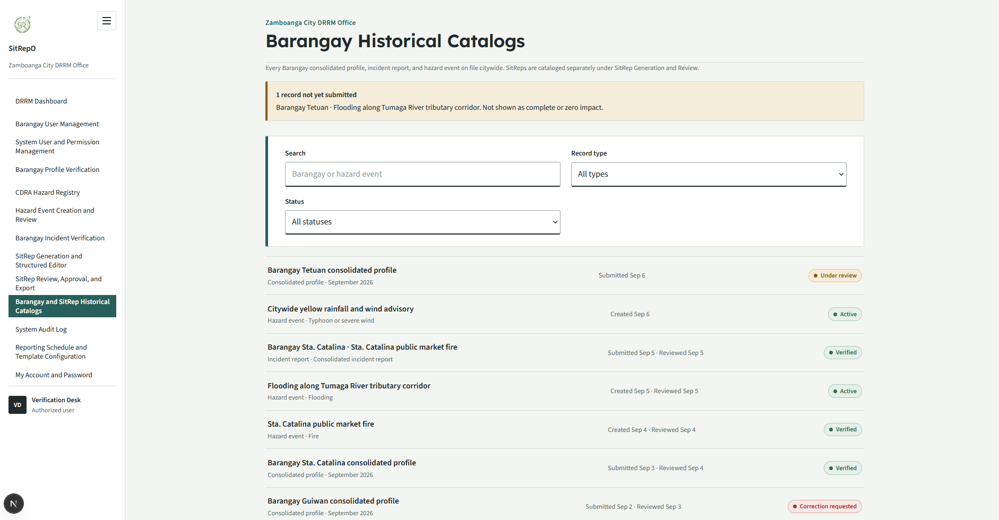 SR
SitRepO
Zamboanga City DRRM Office
DRRM Dashboard
Barangay User Management
System User and Permission
Management
Barangay Profile Verification
CDRA Hazard Registry
Hazard Event Creation and
Review
Barangay Incident Verification
SitRep Generation and
Structured Editor
SitRep Review, Approval, and
Export
Barangay and SitRep Historical
Catalogs
System Audit Log
Reporting Schedule and
Template Configuration
My Account and Password
VD
Verification Desk
Authorized user
N
Zamboanga City DRRM Office
Barangay Historical Catalogs
Every Barangay consolidated profile, incident report, and hazard event on file citywide. SitReps are cataloged separately under SitRep Generation and Review.
1 record not yet submitted
Barangay Tetuan · Flooding along Tumaga River tributary corridor. Not shown as complete or zero impact.
Search
Barangay or hazard event
Record type
All types
Status
All statuses
Barangay Tetuan consolidated profile
Consolidated profile · September 2026
Submitted Sep 6
Under review
Citywide yellow rainfall and wind advisory
Hazard event · Typhoon or severe wind
Created Sep 6
Active
Barangay Sta. Catalina · Sta. Catalina public market fire
Incident report · Consolidated incident report
Submitted Sep 5 · Reviewed Sep 5
Verified
Flooding along Tumaga River tributary corridor
Hazard event · Flooding
Created Sep 5 · Reviewed Sep 5
Active
Sta. Catalina public market fire
Hazard event · Fire
Created Sep 4 · Reviewed Sep 4
Verified
Barangay Sta. Catalina consolidated profile
Consolidated profile · September 2026
Submitted Sep 3 · Reviewed Sep 4
Verified
Barangay Guiwan consolidated profile
Consolidated profile · September 2026
Submitted Sep 2 · Reviewed Sep 3
Correction requested